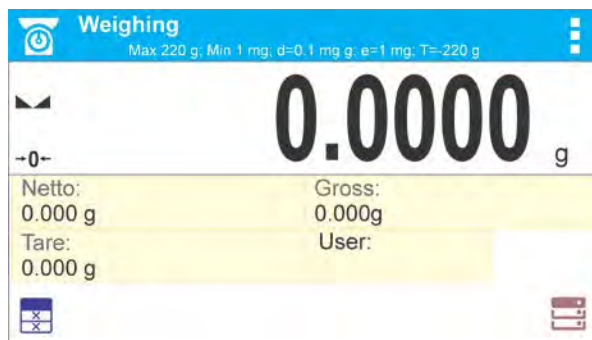 Weighing
Max 220 g; Min 1 mg; d=0.1 mg g; e=1 mg; T=-220 g
0.0000 g
→0←
Netto: Gross:
0.000 g 0.000g
Tare: User:
0.000 g